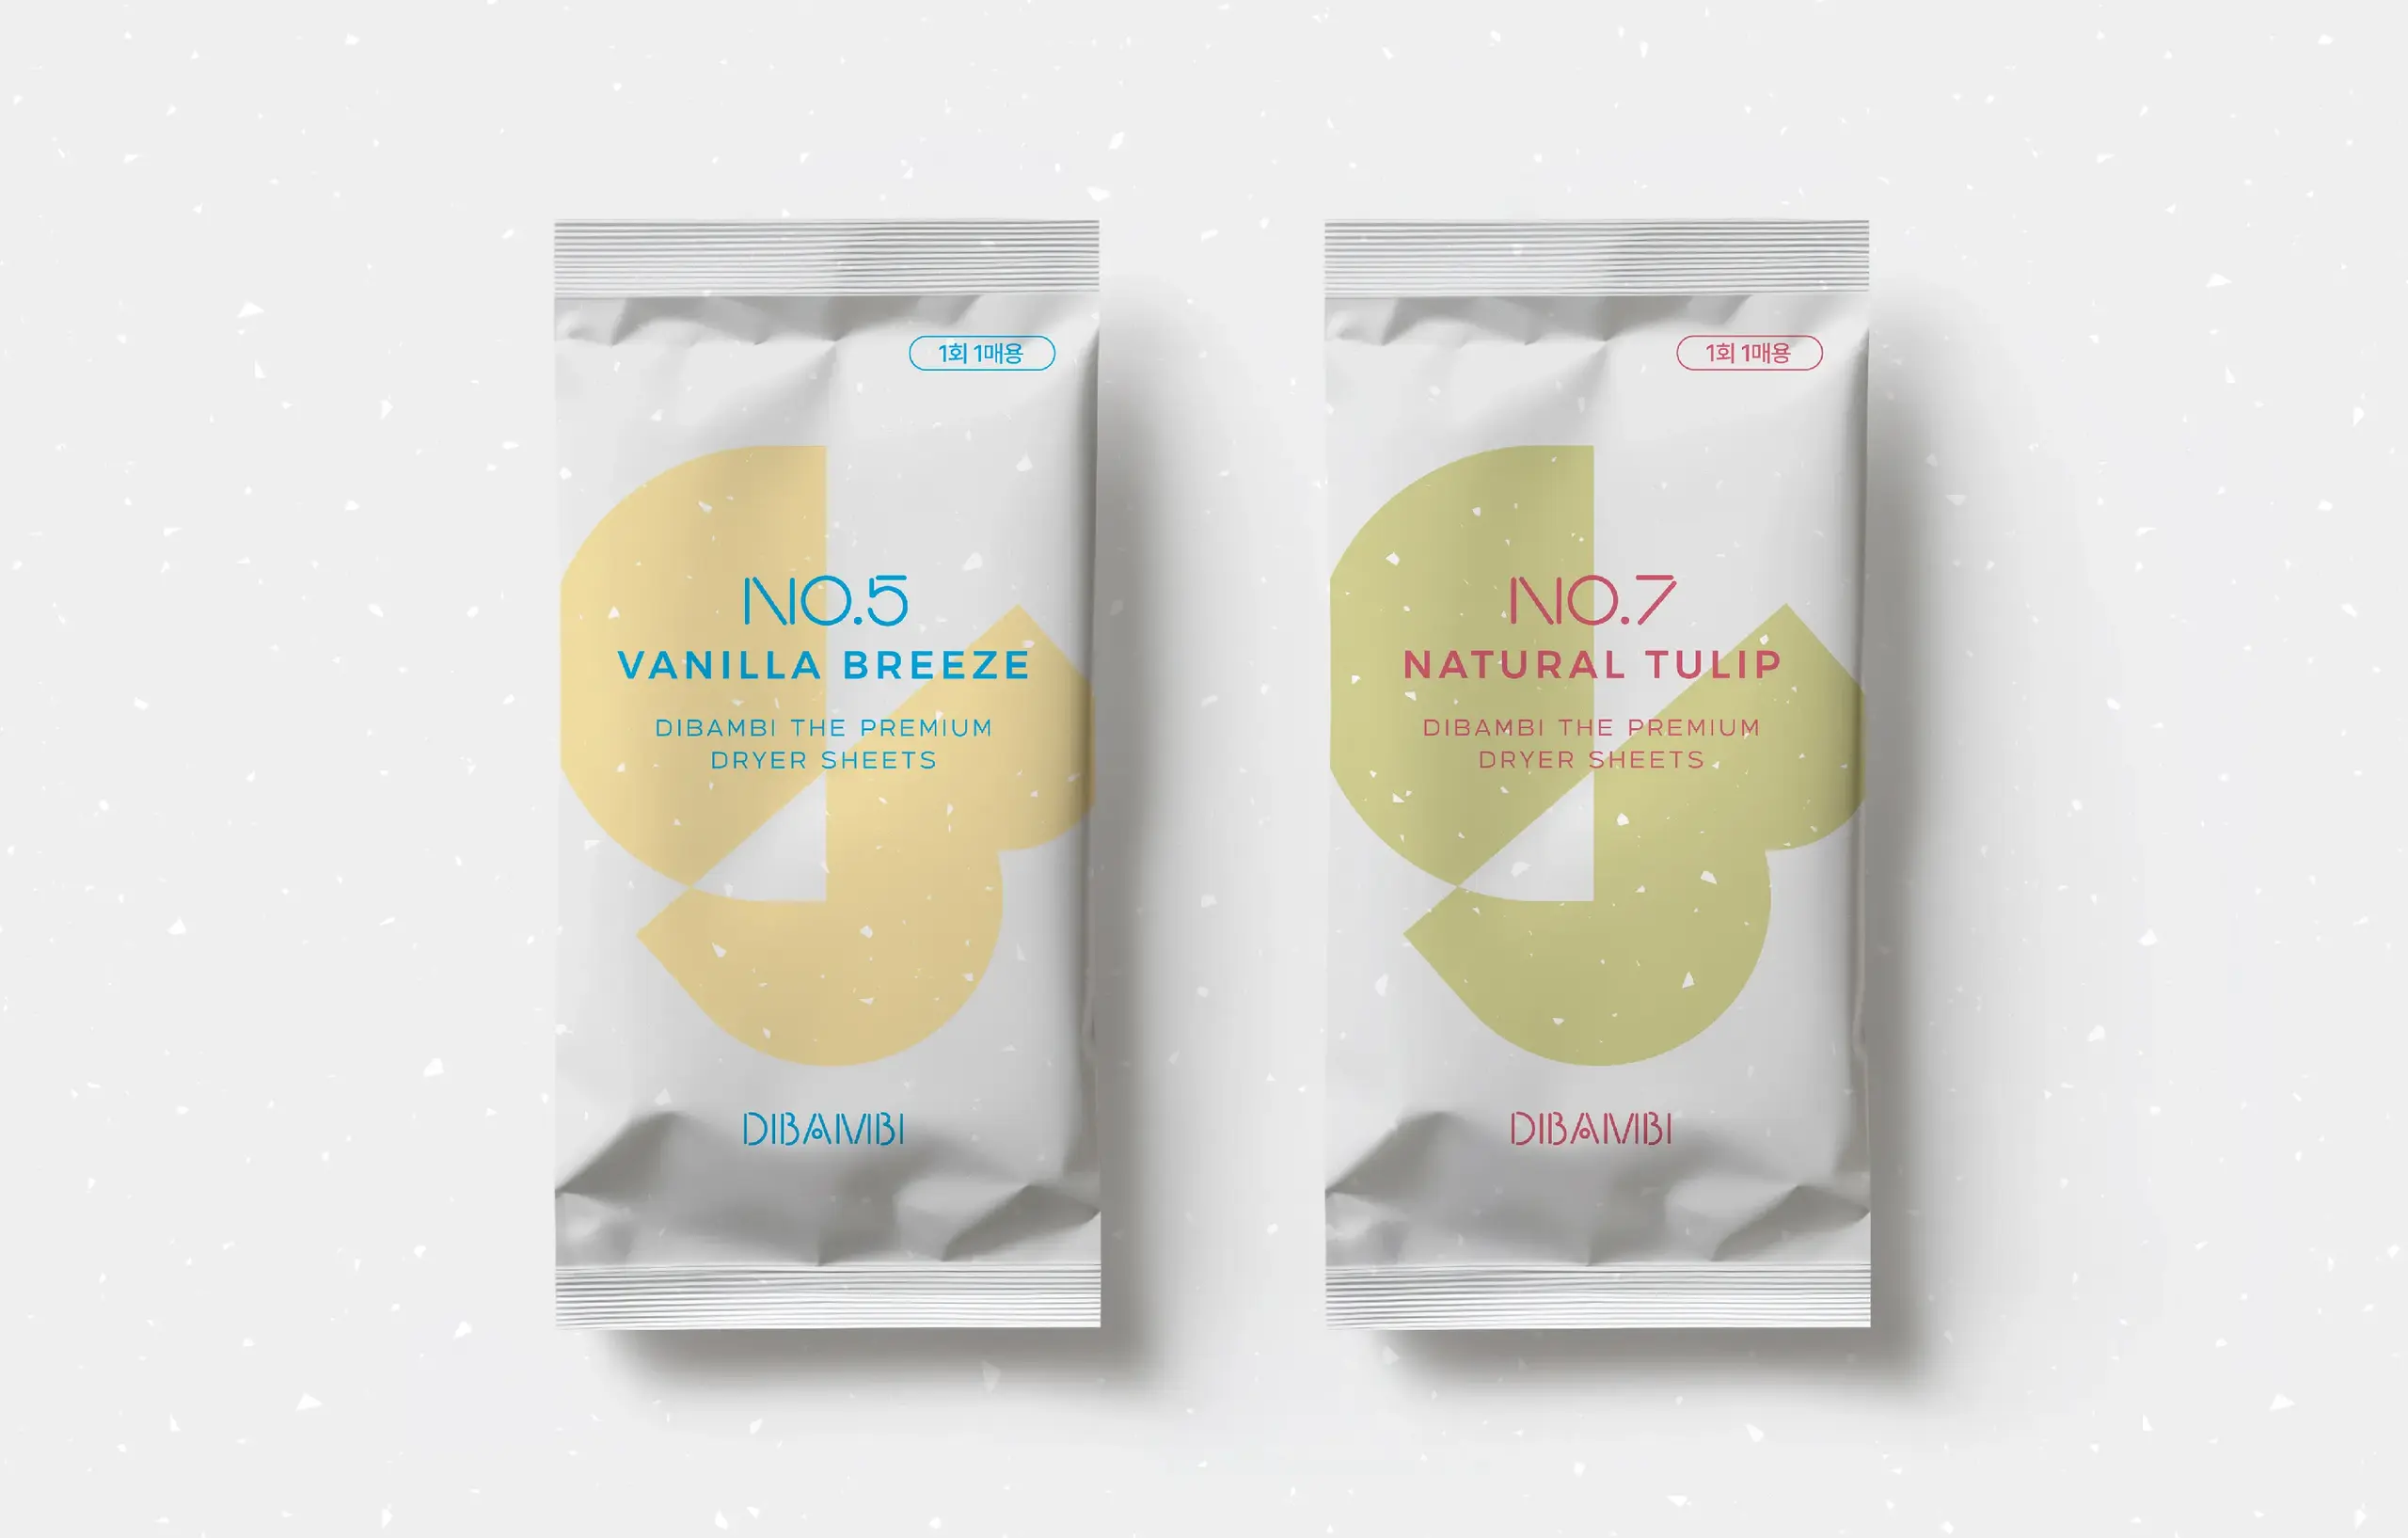 1회 1매용
NO.5
VANILLA BREEZE
DIBAMBI THE PREMIUM
DRYER SHEETS
DIBAMBI
1회 1매용
NO.7
NATURAL TULIP
DIBAMBI THE PREMIUM
DRYER SHEETS
DIBAMBI